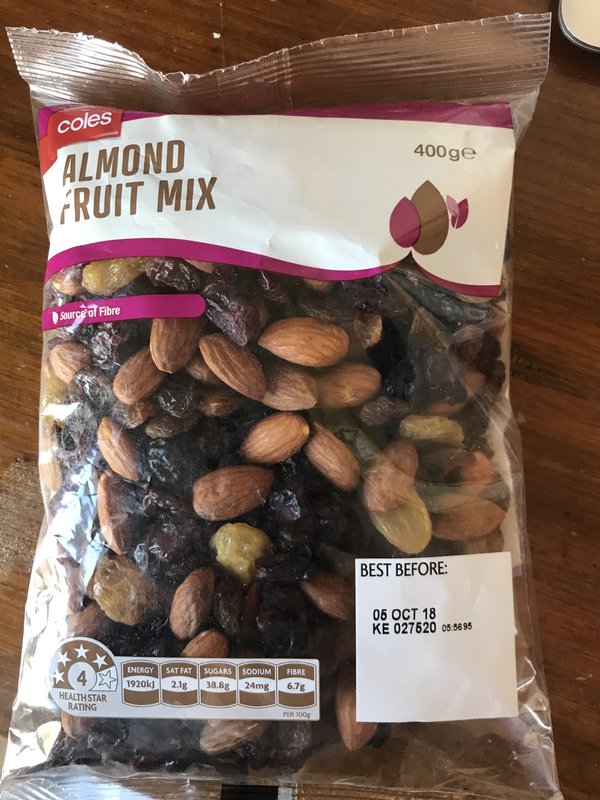 coles
ALMOND
FRUIT MIX
400g℮
Source of Fibre
BEST BEFORE:
05 OCT 18
KE 027520 05:56 95
4
HEALTH STAR
RATING
ENERGY
1920kJ
SAT FAT
2.1g
SUGARS
38.8g
SODIUM
24mg
FIBRE
6.7g
PER 100g